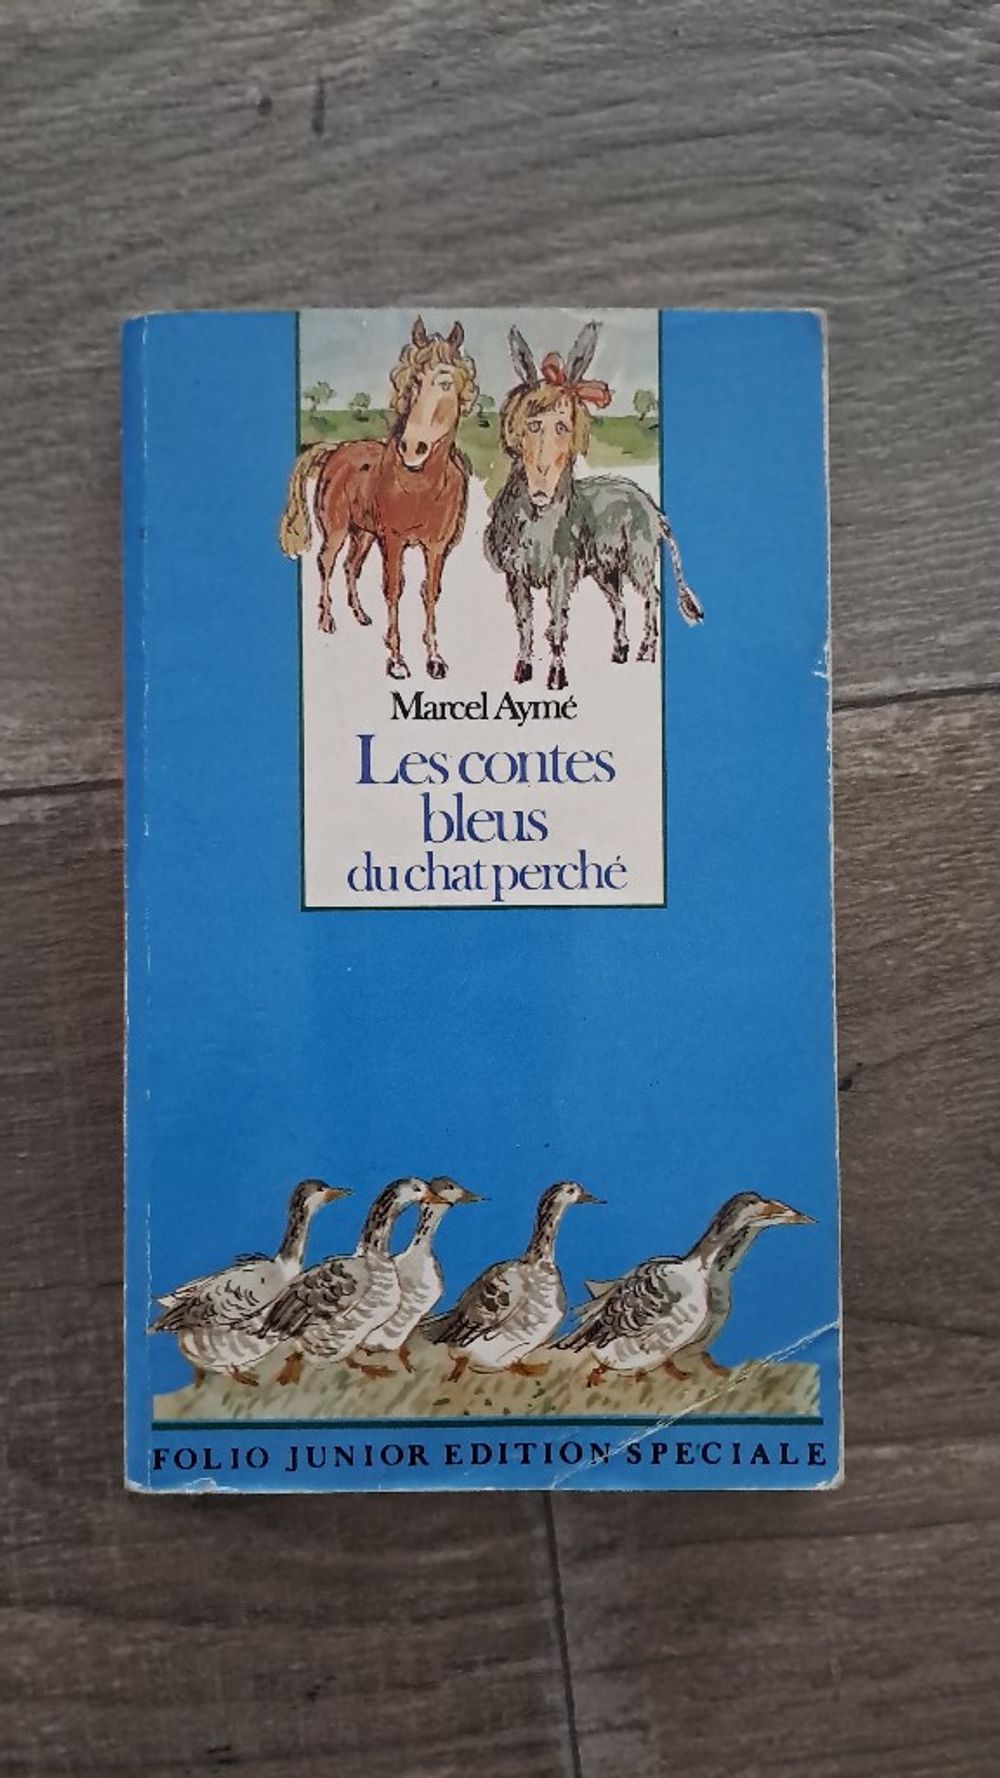 Marcel Aymé
Les contes
bleus
du chat perché
FOLIO JUNIOR EDITION SPECIALE